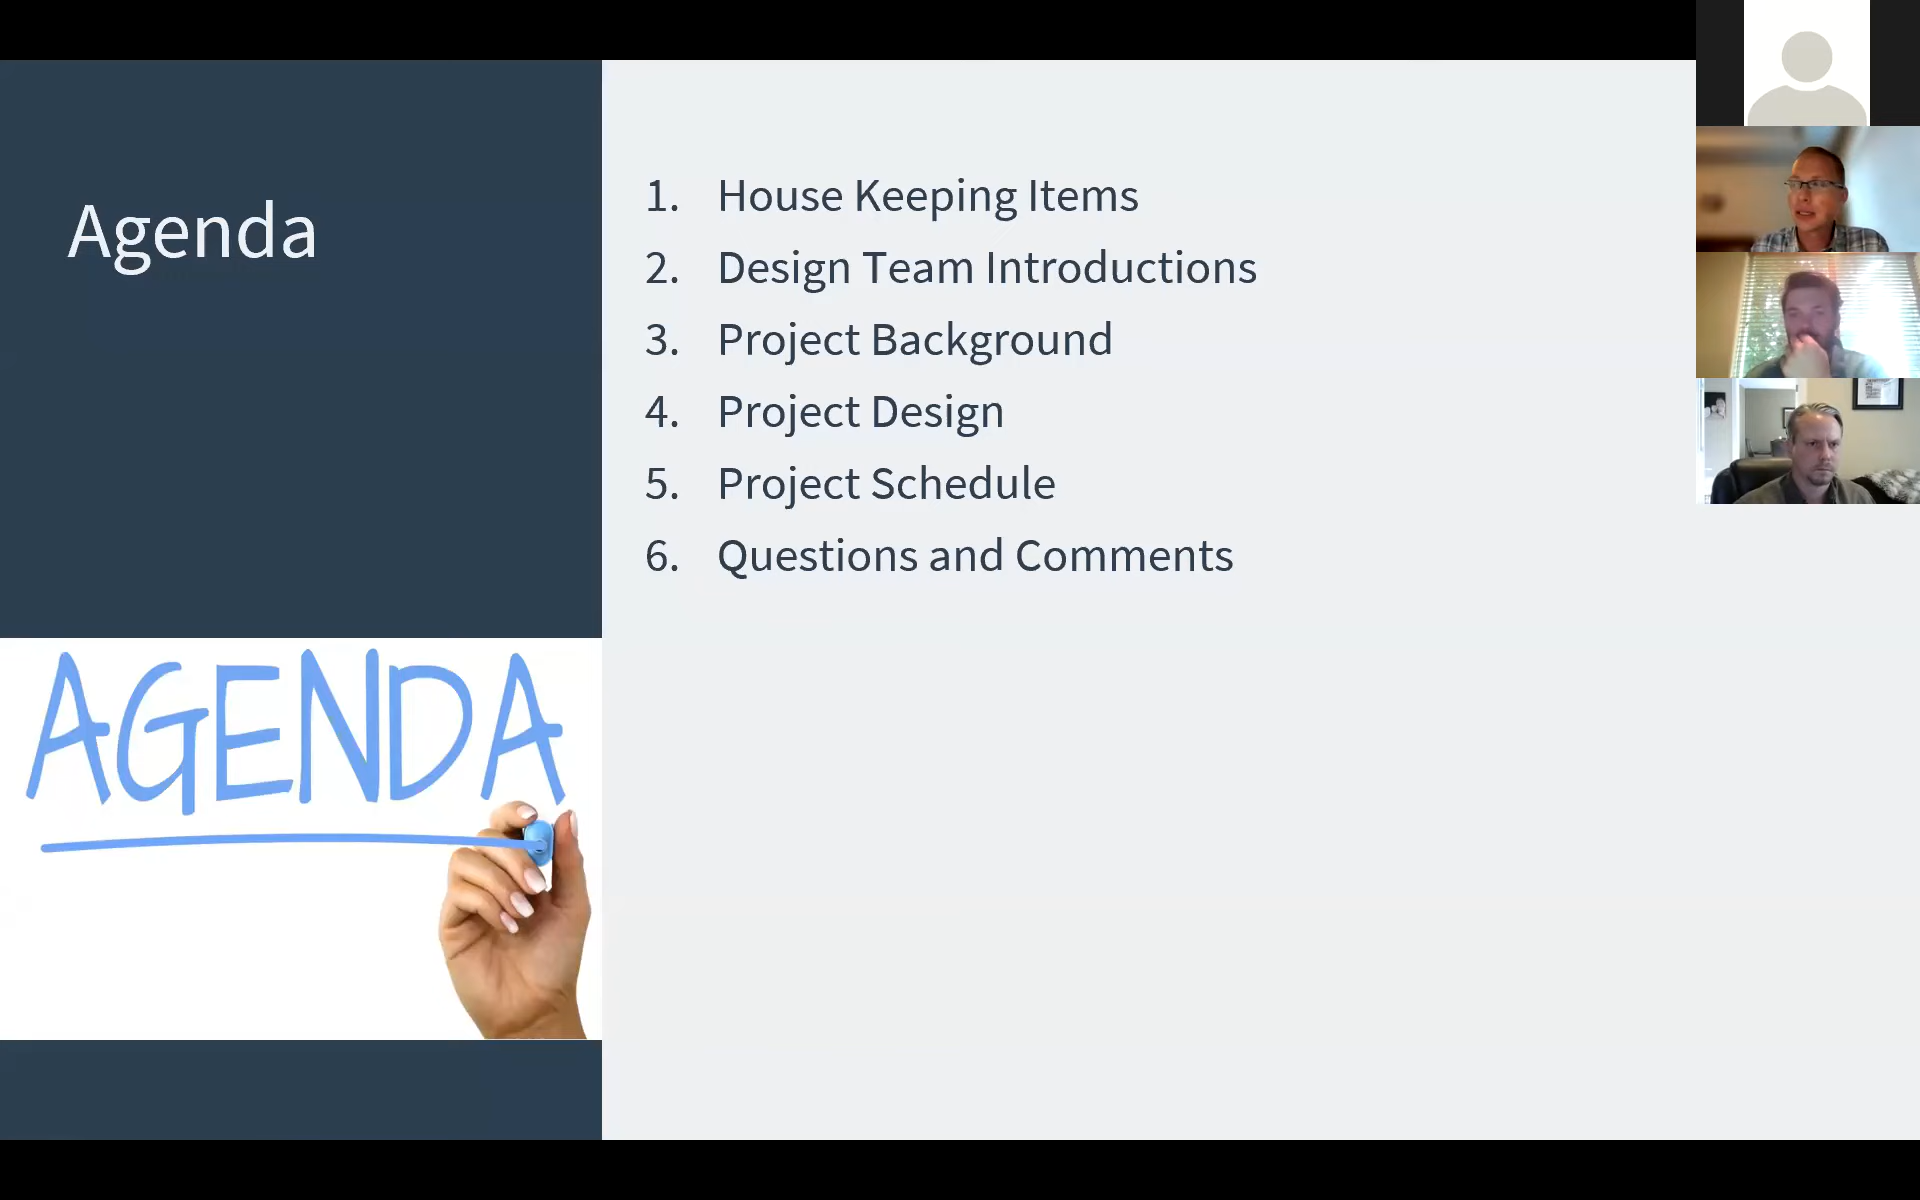 Agenda
1. House Keeping Items
2. Design Team Introductions
3. Project Background
4. Project Design
5. Project Schedule
6. Questions and Comments
AGENDA